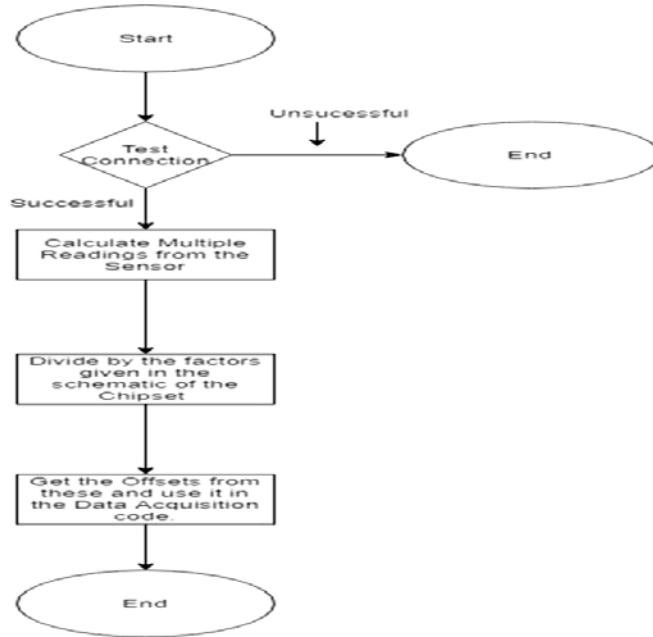 Start
Unsucessful
Test
Connection
End
Successful
Calculate Multiple
Readings from the
Sensor
Divide by the factors
given in the
schematic of the
Chipset
Get the Offsets from
these and use it in
the Data Acquisition
code.
End